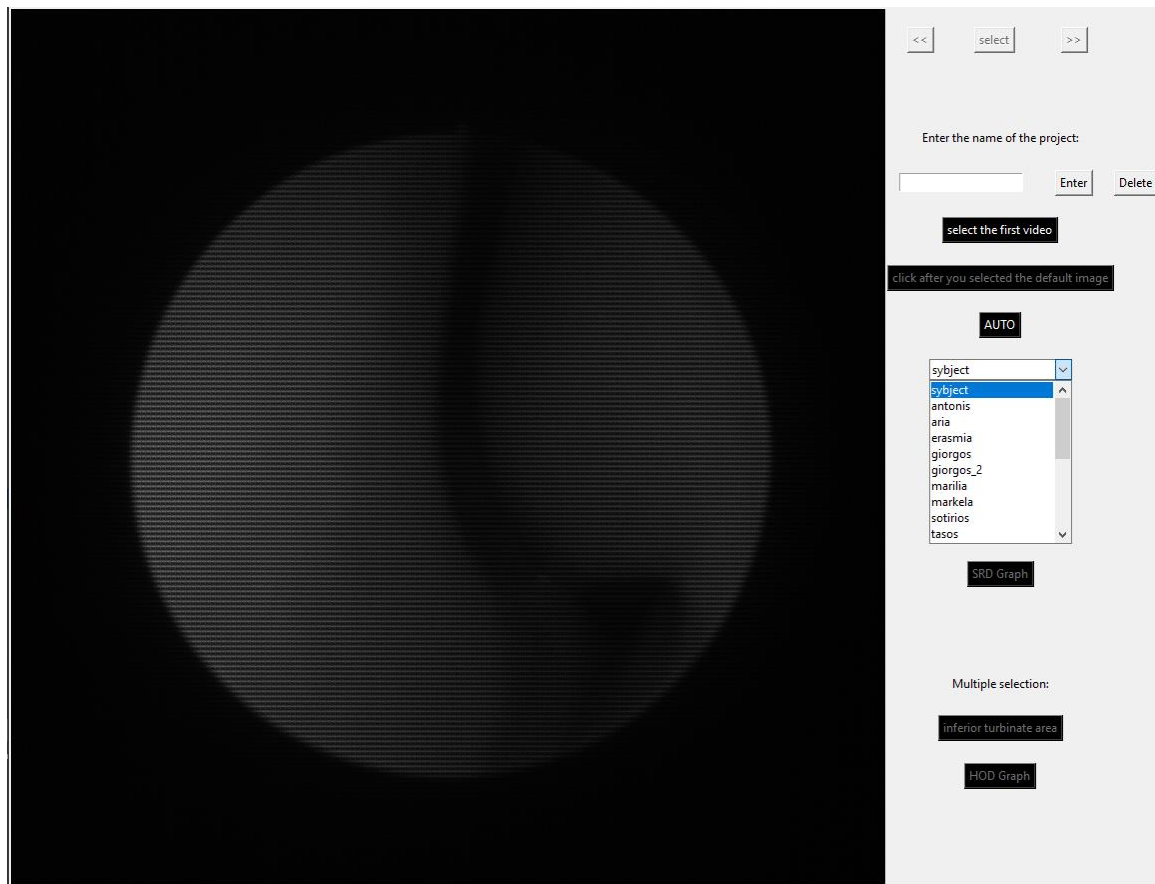 << select >>
Enter the name of the project:
Enter Delete
select the first video
click after you selected the default image
AUTO
sybject
sybject
antonis
aria
erasmia
giorgos
giorgos_2
marilia
markela
sotirios
tasos
SRD Graph
Multiple selection:
inferior turbinate area
HOD Graph